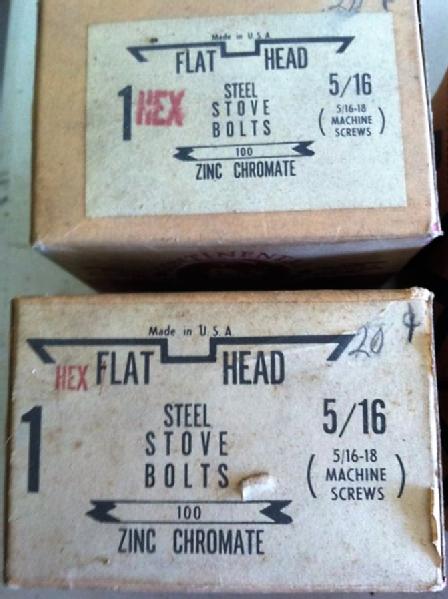 20 ¢
Made in U.S.A.
FLAT HEAD
1 HEX
STEEL
STOVE
BOLTS
5/16
(5/16-18
MACHINE
SCREWS)
100
ZINC CHROMATE
Made in U.S.A.
20 ¢
HEX FLAT HEAD
1
STEEL
STOVE
BOLTS
5/16
(5/16-18
MACHINE
SCREWS)
100
ZINC CHROMATE